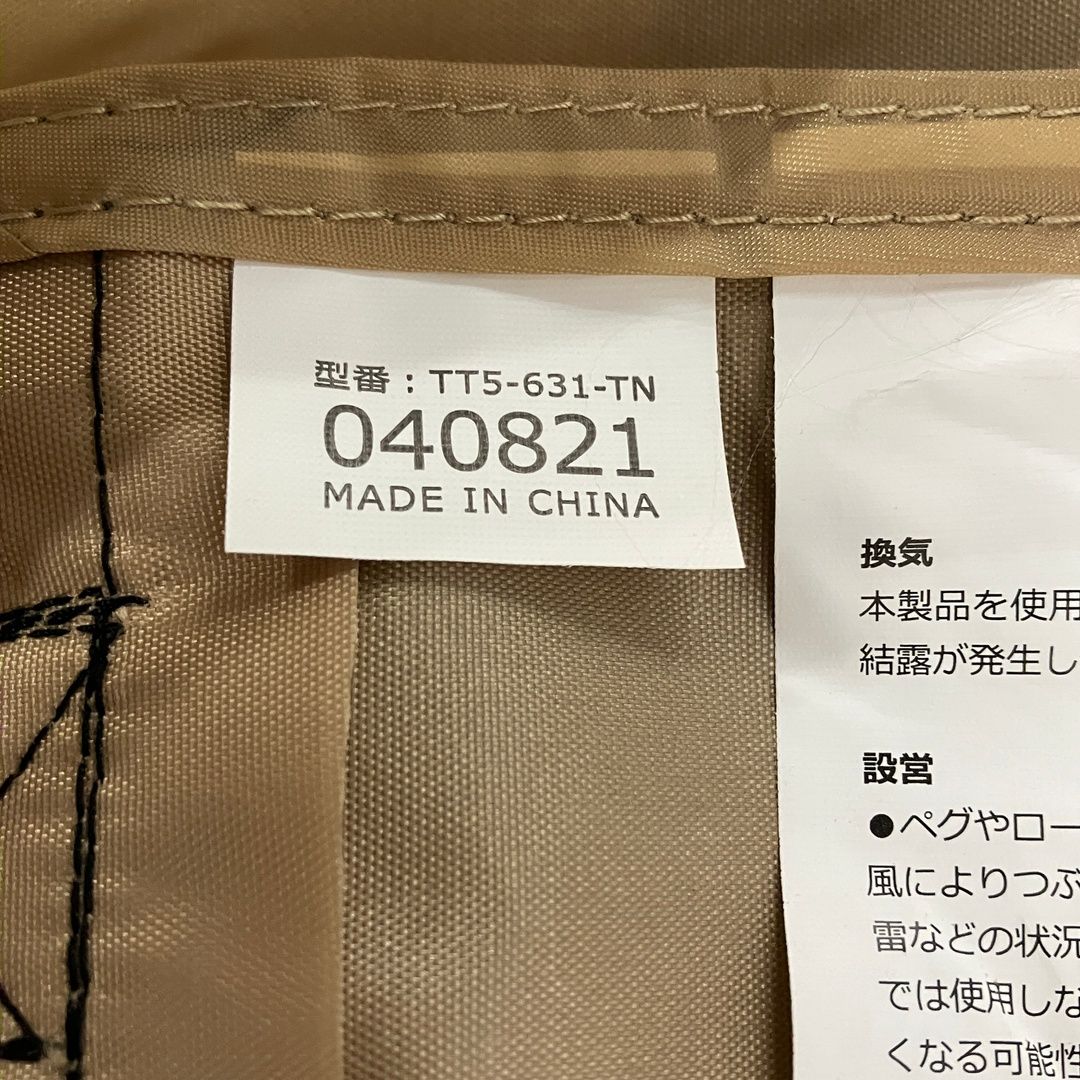 型番：TT5-631-TN
040821
MADE IN CHINA
換気
本製品を使用
結露が発生し
設営
●ペグやロー
風によりつぶ
雷などの状況
では使用しな
くなる可能性